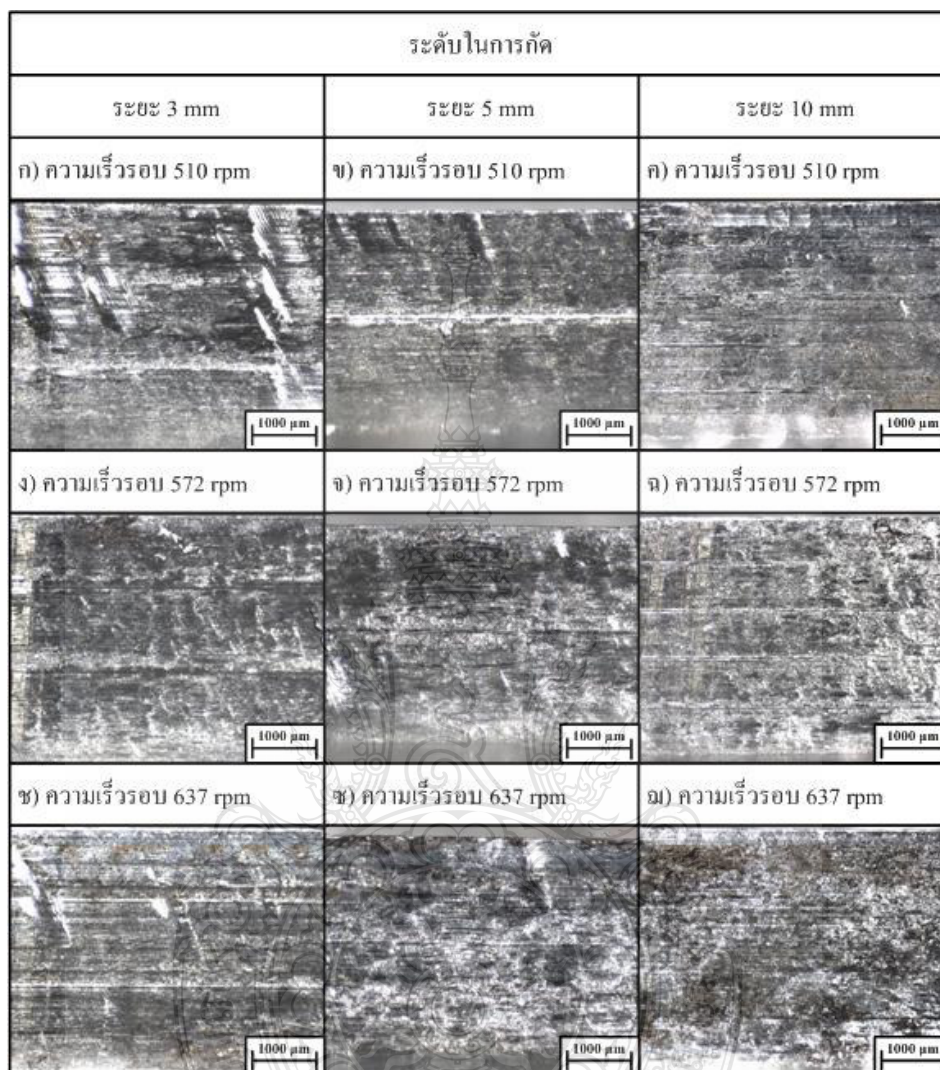 ระดับในการกัด
ระยะ 3 mm ระยะ 5 mm ระยะ 10 mm
ก) ความเร็วรอบ 510 rpm ข) ความเร็วรอบ 510 rpm ค) ความเร็วรอบ 510 rpm
1000 µm 1000 µm 1000 µm
ง) ความเร็วรอบ 572 rpm จ) ความเร็วรอบ 572 rpm ฉ) ความเร็วรอบ 572 rpm
1000 µm 1000 µm 1000 µm
ช) ความเร็วรอบ 637 rpm ซ) ความเร็วรอบ 637 rpm ฌ) ความเร็วรอบ 637 rpm
1000 µm 1000 µm 1000 µm